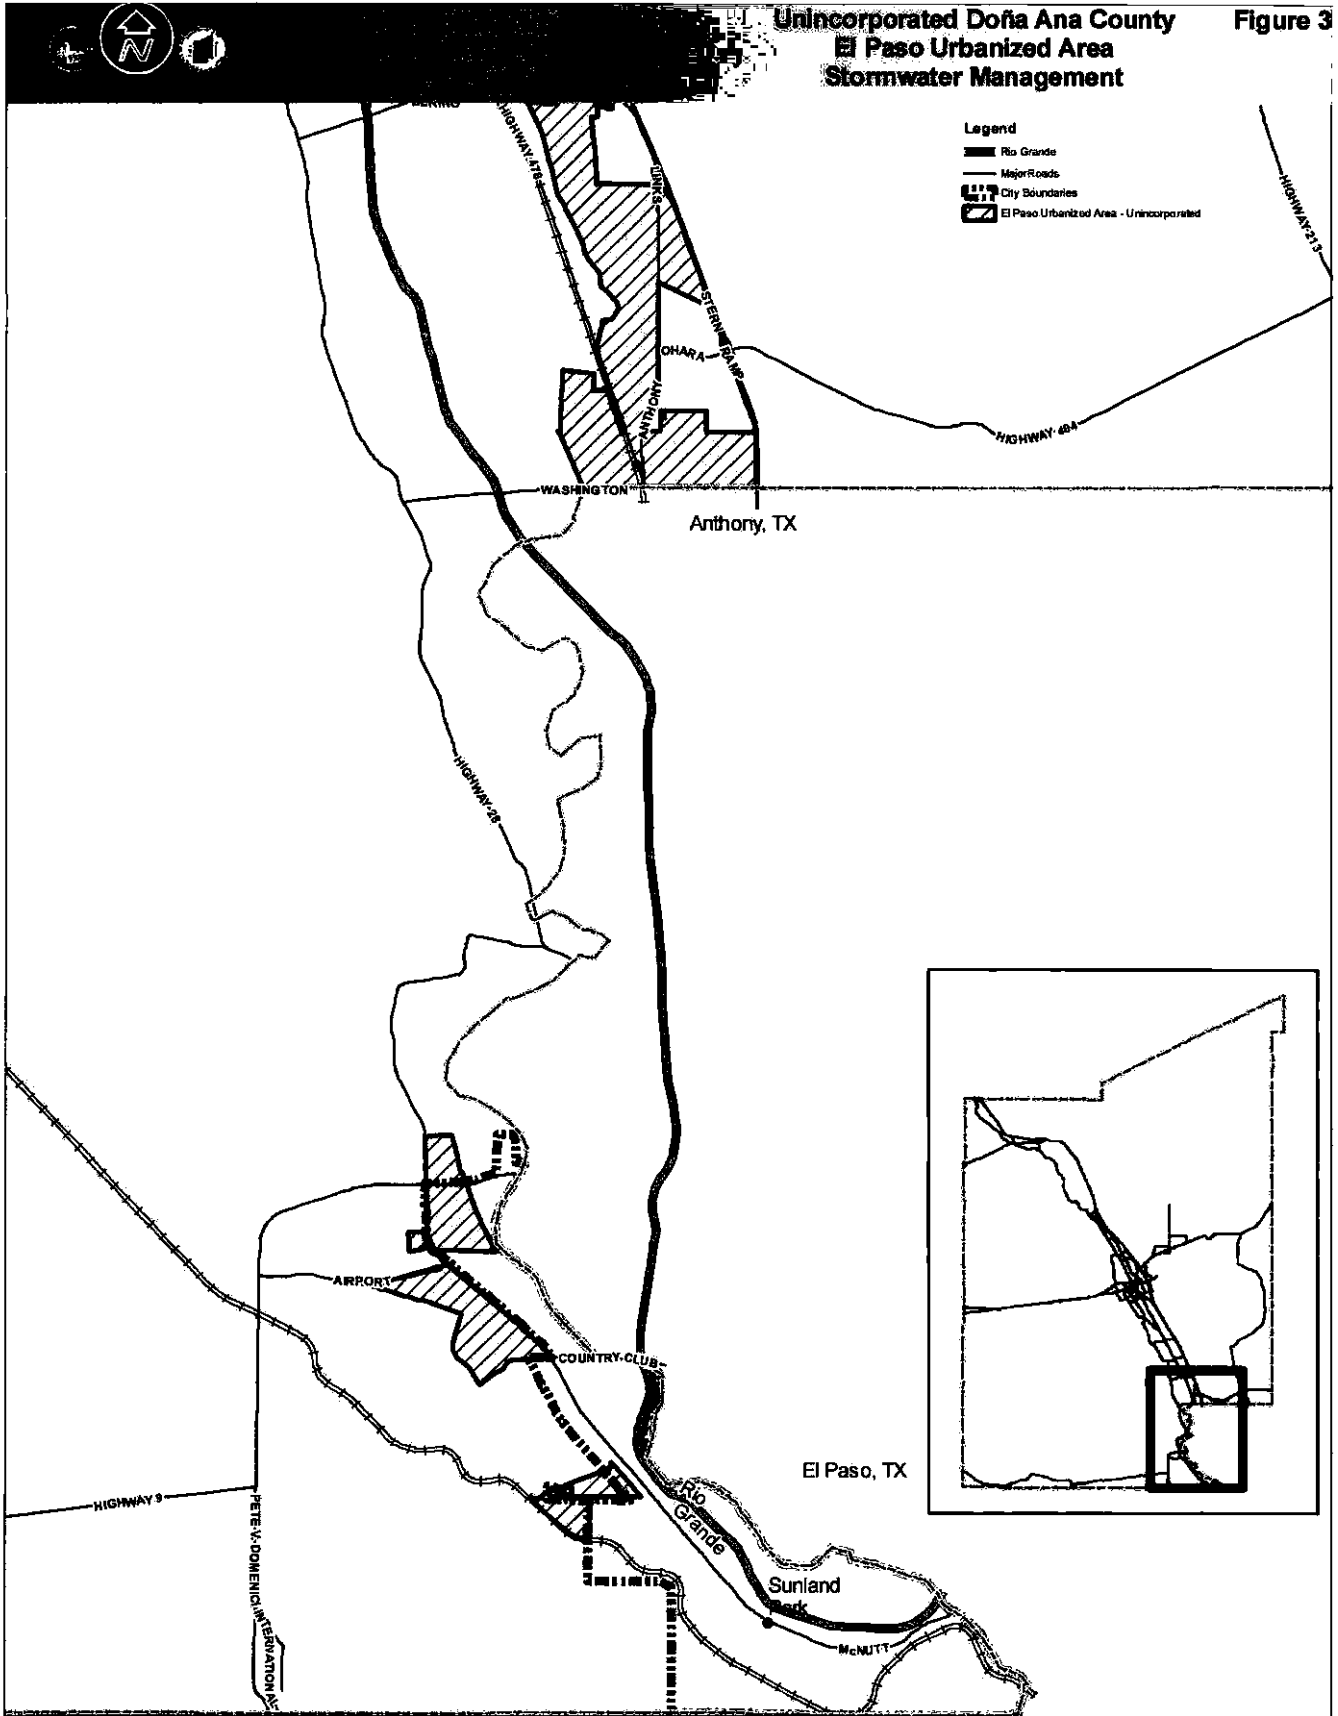 Unincorporated Doña Ana County
El Paso Urbanized Area
Stormwater Management
Figure 3
N
Legend
Rio Grande
MajorRoads
City Boundaries
El Paso Urbanized Area - Unincorporated
HIGHWAY-478
LINKS
HIGHWAY-213
STERN
RAMP
OHARA
ANTHONY
HIGHWAY-404
WASHINGTON
Anthony, TX
HIGHWAY-28
AIRPORT
COUNTRY-CLUB
El Paso, TX
HIGHWAY 9
PETE-V.-DOMENICI-INTERNATIONAL
Rio
Grande
Sunland
Park
McNUTT